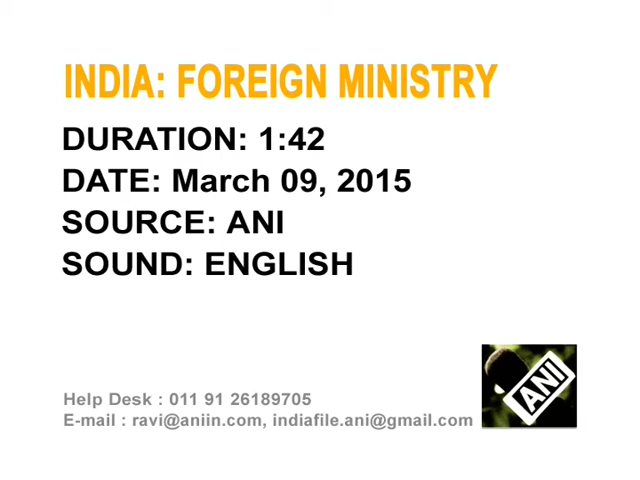 INDIA: FOREIGN MINISTRY
DURATION: 1:42
DATE: March 09, 2015
SOURCE: ANI
SOUND: ENGLISH
Help Desk : 011 91 26189705
E-mail : ravi@aniin.com, indiafile.ani@gmail.com
ANI